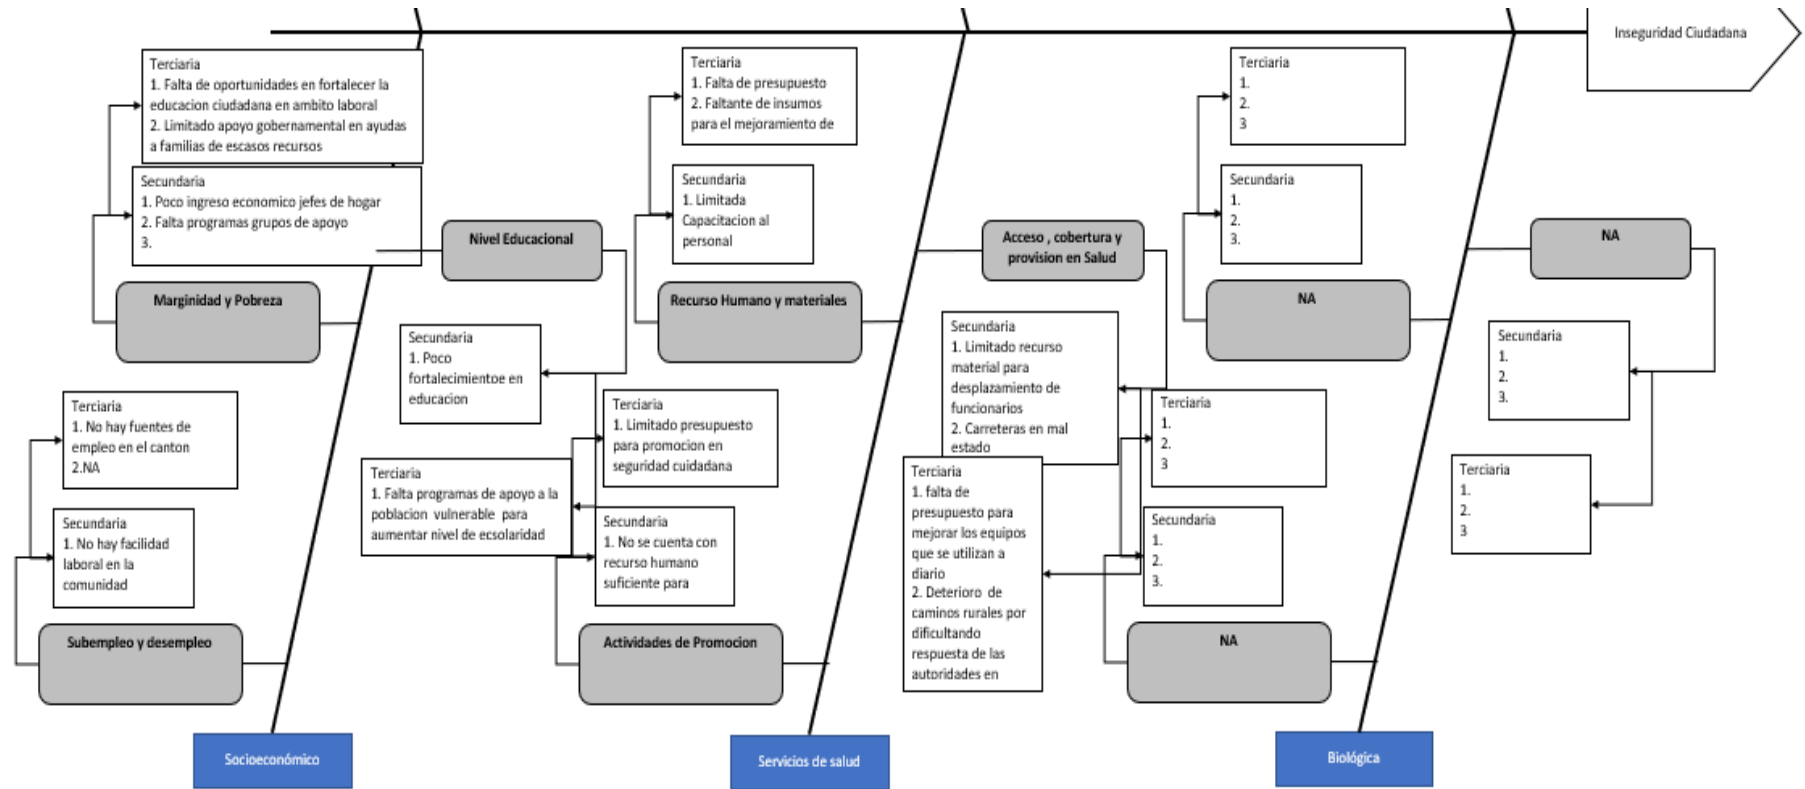 Inseguridad Ciudadana
Terciaria
1. Falta de oportunidades en fortalecer la
educacion ciudadana en ambito laboral
2. Limitado apoyo gobernamental en ayudas
a familias de escasos recursos
Secundaria
1. Poco ingreso economico jefes de hogar
2. Falta programas grupos de apoyo
3.
Marginidad y Pobreza
Terciaria
1. No hay fuentes de
empleo en el canton
2.NA
Secundaria
1. No hay facilidad
laboral en la
comunidad
Subempleo y desempleo
Nivel Educacional
Secundaria
1. Poco
fortalecimientoe en
educacion
Terciaria
1. Falta programas de apoyo a la
poblacion vulnerable para
aumentar nivel de ecsolaridad
Socioeconómico
Terciaria
1. Falta de presupuesto
2. Faltante de insumos
para el mejoramiento de
Secundaria
1. Limitada
Capacitacion al
personal
Recurso Humano y materiales
Terciaria
1. Limitado presupuesto
para promocion en
seguridad cuidadana
Secundaria
1. No se cuenta con
recurso humano
suficiente para
Actividades de Promocion
Acceso , cobertura y
provision en Salud
Secundaria
1. Limitado recurso
material para
desplazamiento de
funcionarios
2. Carreteras en mal
estado
Terciaria
1. falta de
presupuesto para
mejorar los equipos
que se utilizan a
diario
2. Deterioro de
caminos rurales por
dificultando
respuesta de las
autoridades en
Servicios de salud
Terciaria
1.
2.
3
Secundaria
1.
2.
3.
NA
Terciaria
1.
2.
3
Secundaria
1.
2.
3.
NA
NA
Secundaria
1.
2.
3.
Terciaria
1.
2.
3
Biológica